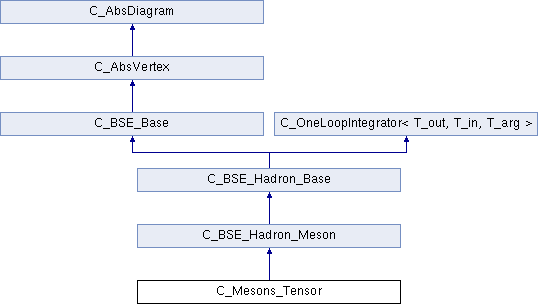 C_AbsDiagram
C_AbsVertex
C_BSE_Base
C_OneLoopIntegrator< T_out, T_in, T_arg >
C_BSE_Hadron_Base
C_BSE_Hadron_Meson
C_Mesons_Tensor